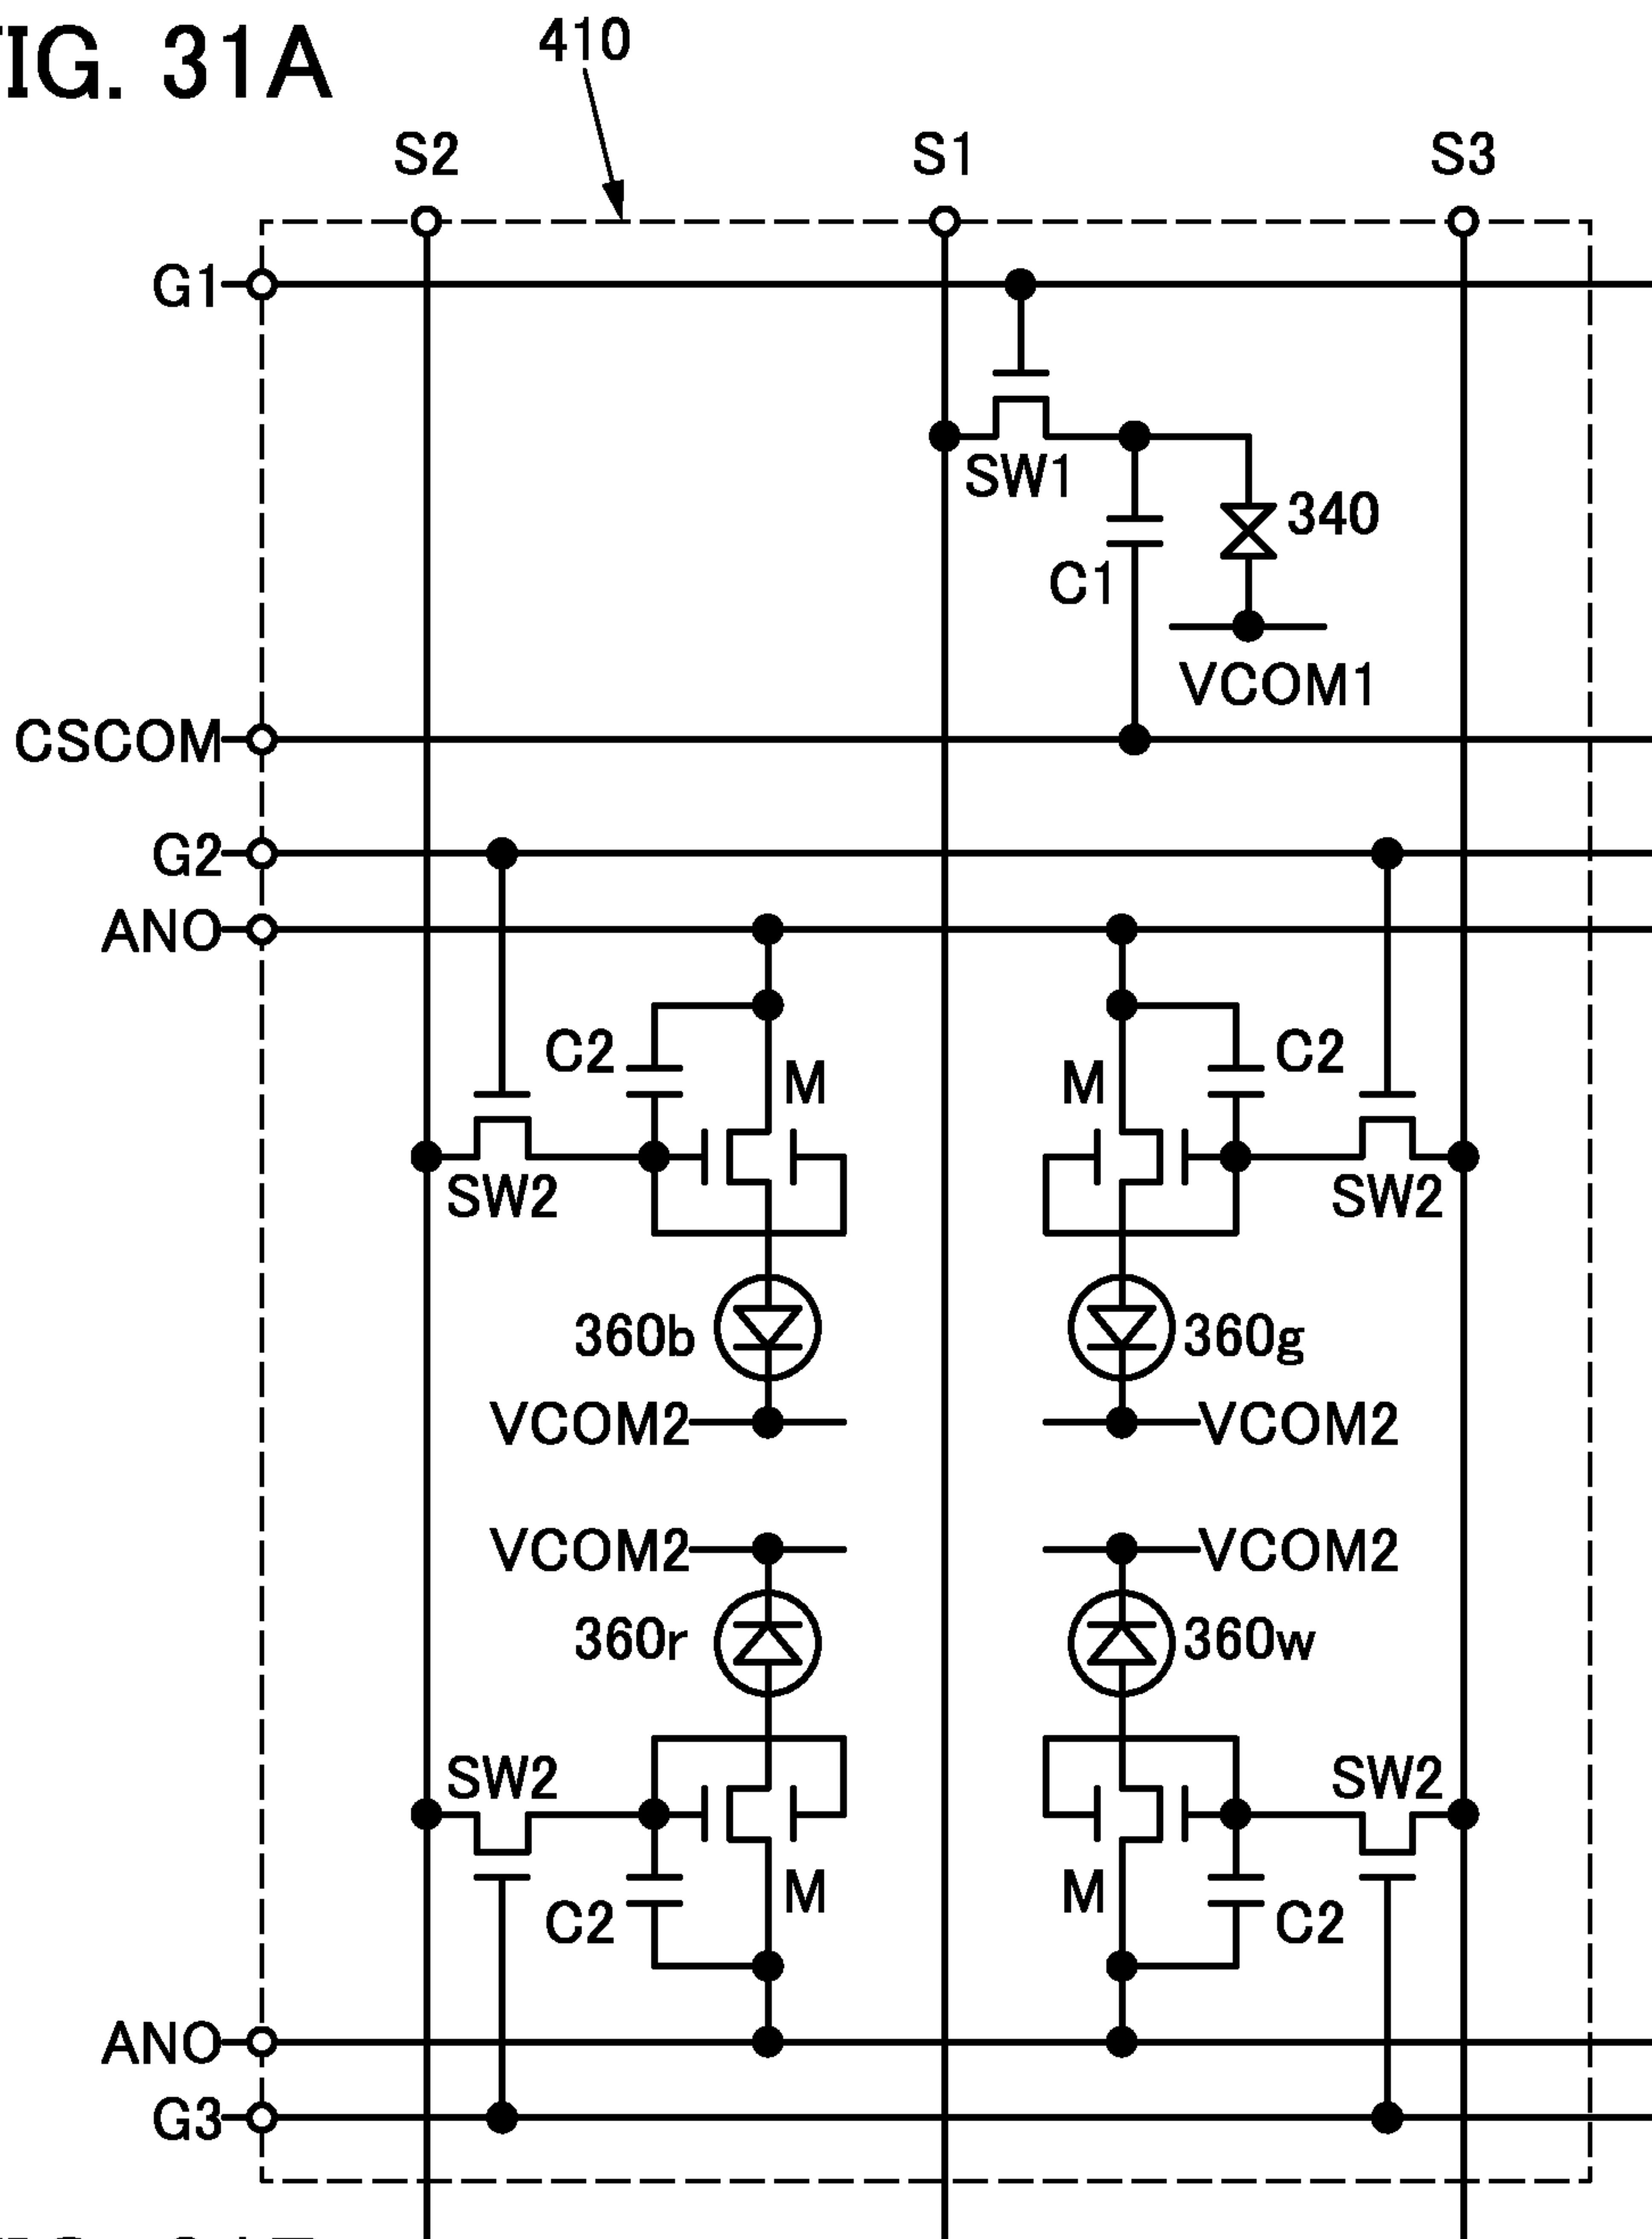 FIG. 31A
410
S2 S1 S3
G1
SW1
340
C1
VCOM1
CSCOM
G2
ANO
C2 M M C2
SW2 SW2
360b 360g
VCOM2 VCOM2
VCOM2 VCOM2
360r 360w
SW2 SW2
M M
C2 C2
ANO
G3